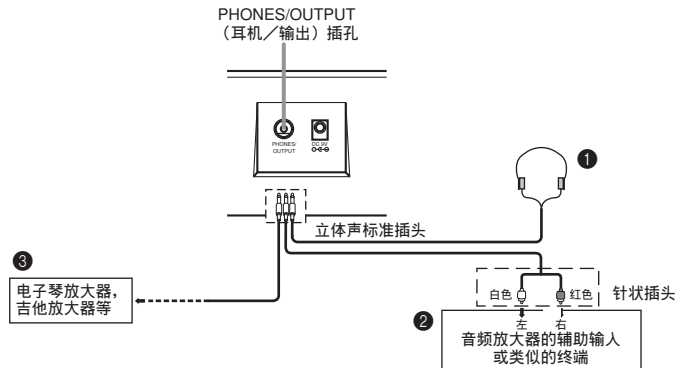 PHONES/OUTPUT
（耳机／输出）插孔
PHONES/
OUTPUT
DC 9V
❶
立体声标准插头
❸
电子琴放大器，
吉他放大器等
白色
红色
针状插头
❷
左
右
音频放大器的辅助输入
或类似的终端